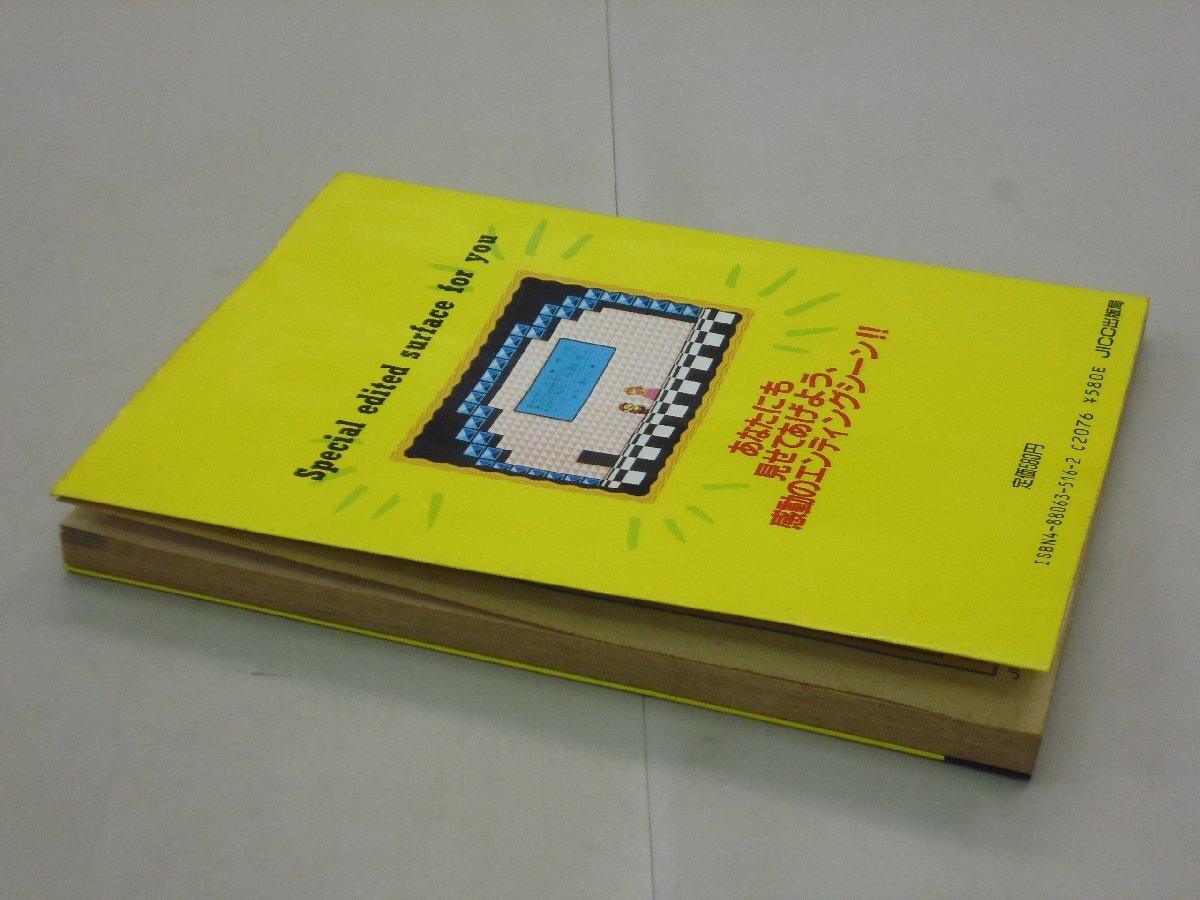 Special edited surface for you
あなたにも
見せてあげよう、
感動のエンディングシーン!!
定価680円
ISBN4-88063-516-2 C2076 ¥580E JICC出版局